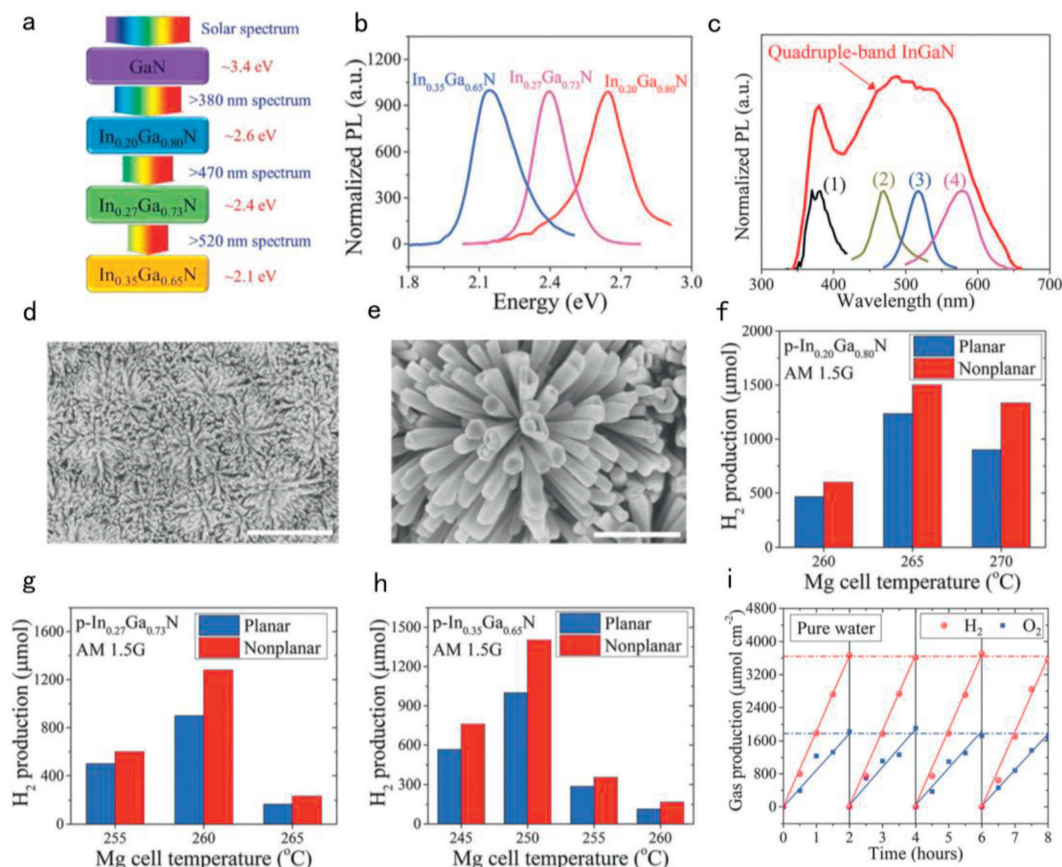 a
Solar spectrum
GaN
~3.4 eV
>380 nm spectrum
In0.20Ga0.80N
~2.6 eV
>470 nm spectrum
In0.27Ga0.73N
~2.4 eV
>520 nm spectrum
In0.35Ga0.65N
~2.1 eV
b
Normalized PL (a.u.)
1200
900
600
300
0
In0.35Ga0.65N
In0.27Ga0.73N
In0.20Ga0.80N
1.8 2.1 2.4 2.7 3.0
Energy (eV)
c
Normalized PL (a.u.)
Quadruple-band InGaN
(1) (2) (3) (4)
300 400 500 600 700
Wavelength (nm)
d
e
f
H2 production (μmol)
2000
1500
1000
500
0
p-In0.20Ga0.80N
AM 1.5G
Planar
Nonplanar
260 265 270
Mg cell temperature (°C)
g
H2 production (μmol)
1600
1200
800
400
0
p-In0.27Ga0.73N
AM 1.5G
Planar
Nonplanar
255 260 265
Mg cell temperature (°C)
h
H2 production (μmol)
1500
1200
900
600
300
0
p-In0.35Ga0.65N
AM 1.5G
Planar
Nonplanar
245 250 255 260
Mg cell temperature (°C)
i
Gas production (μmol cm⁻²)
4800
3600
2400
1600
800
0
Pure water
H2 O2
0 1 2 3 4 5 6 7 8
Time (hours)